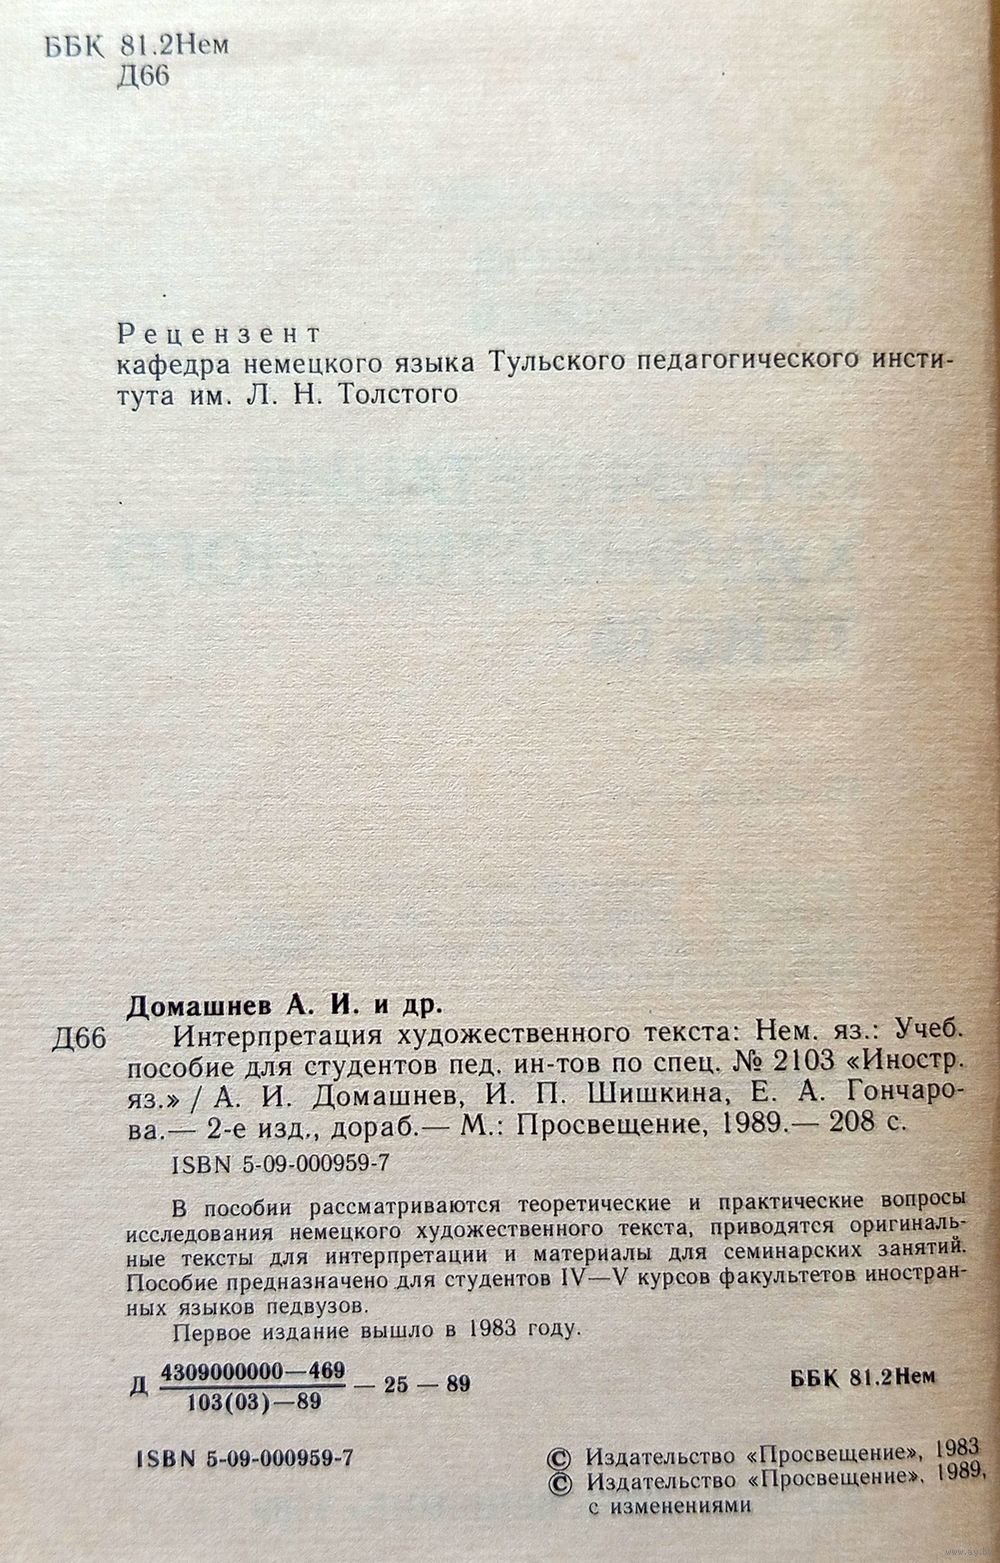 ББК 81.2Нем
Д66
Рецензент
кафедра немецкого языка Тульского педагогического инсти-
тута им. Л. Н. Толстого
Домашнев А. И. и др.
Д66 Интерпретация художественного текста: Нем. яз.: Учеб.
пособие для студентов пед. ин-тов по спец. № 2103 «Иностр.
яз.» / А. И. Домашнев, И. П. Шишкина, Е. А. Гончаро-
ва.— 2-е изд., дораб.— М.: Просвещение, 1989.— 208 с.
ISBN 5-09-000959-7
В пособии рассматриваются теоретические и практические вопросы
исследования немецкого художественного текста, приводятся оригиналь-
ные тексты для интерпретации и материалы для семинарских занятий.
Пособие предназначено для студентов IV—V курсов факультетов иностран-
ных языков педвузов.
Первое издание вышло в 1983 году.
Д 4309000000—469
103(03)—89 — 25 — 89
ББК 81.2Нем
ISBN 5-09-000959-7
© Издательство «Просвещение», 1983
© Издательство «Просвещение», 1989,
с изменениями